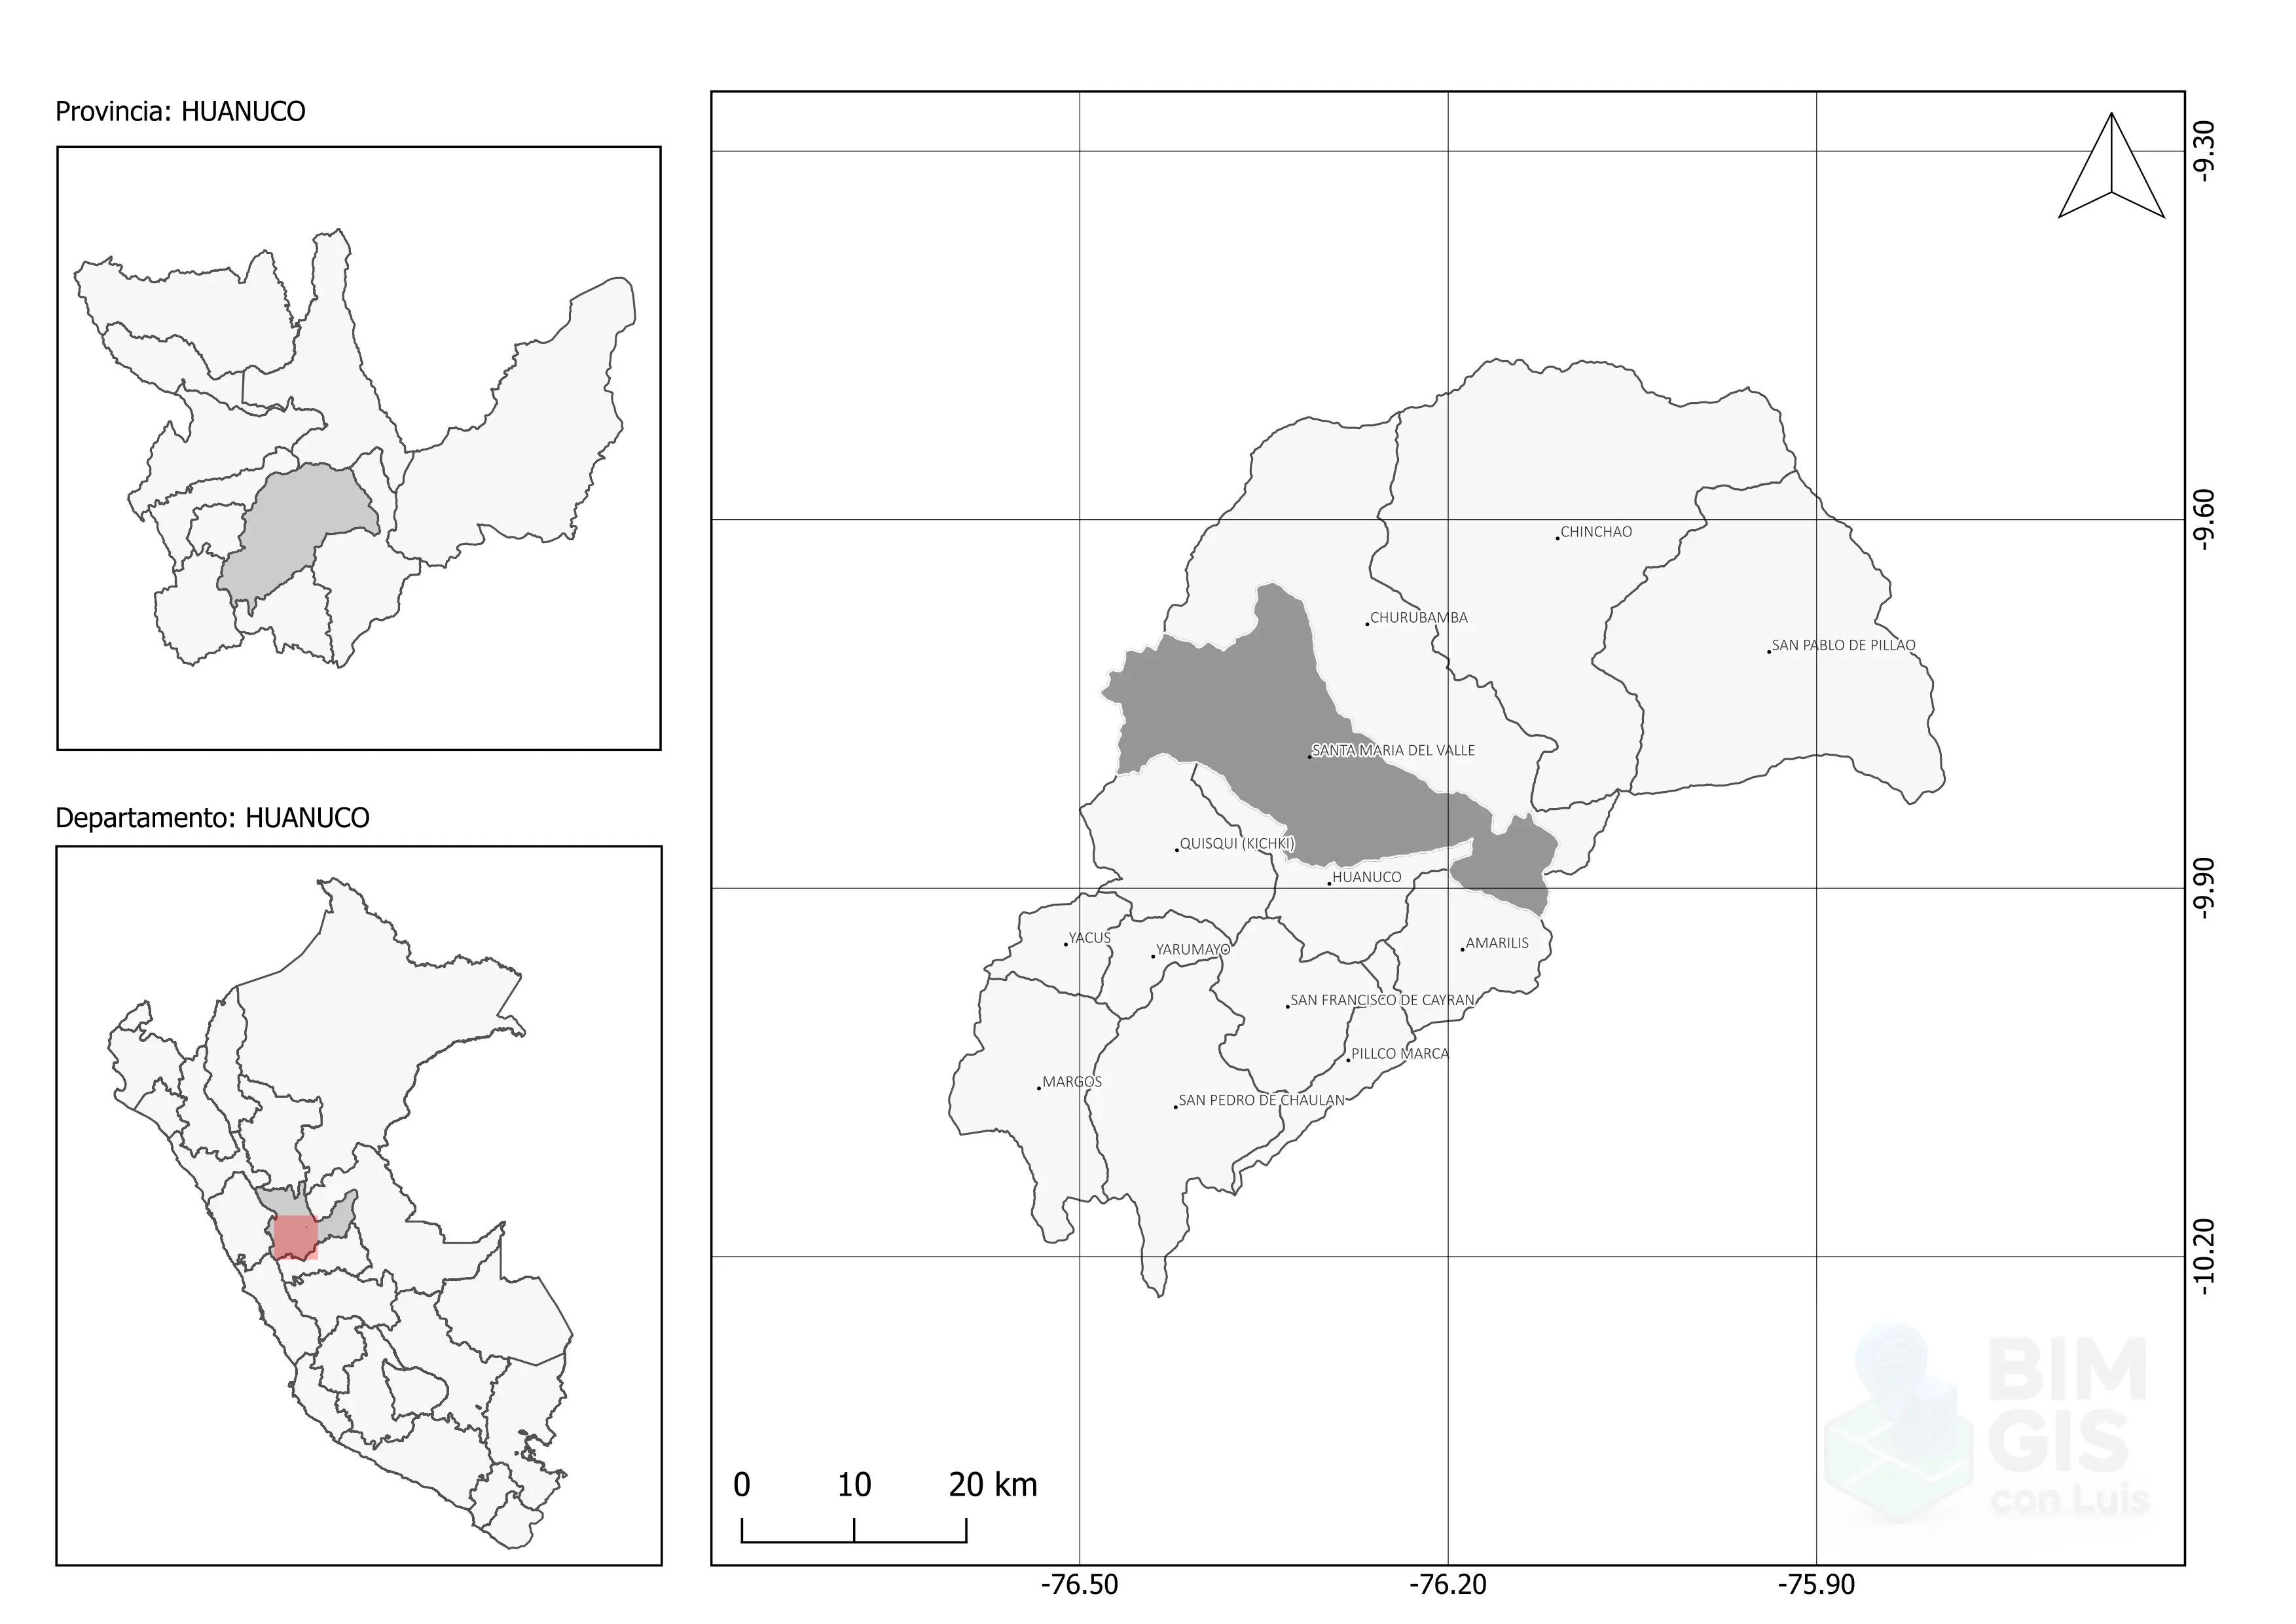 Provincia: HUANUCO
Departamento: HUANUCO
CHINCHAO
CHURUBAMBA
SAN PABLO DE PILLAO
SANTA MARIA DEL VALLE
QUISQUI (KICHKI)
HUANUCO
YACUS
YARUMAYO
AMARILIS
SAN FRANCISCO DE CAYRAN
PILLCO MARCA
MARGOS
SAN PEDRO DE CHAULAN
-9.30
-9.60
-9.90
-10.20
BIM
GIS
con Luis
0 10 20 km
-76.50 -76.20 -75.90